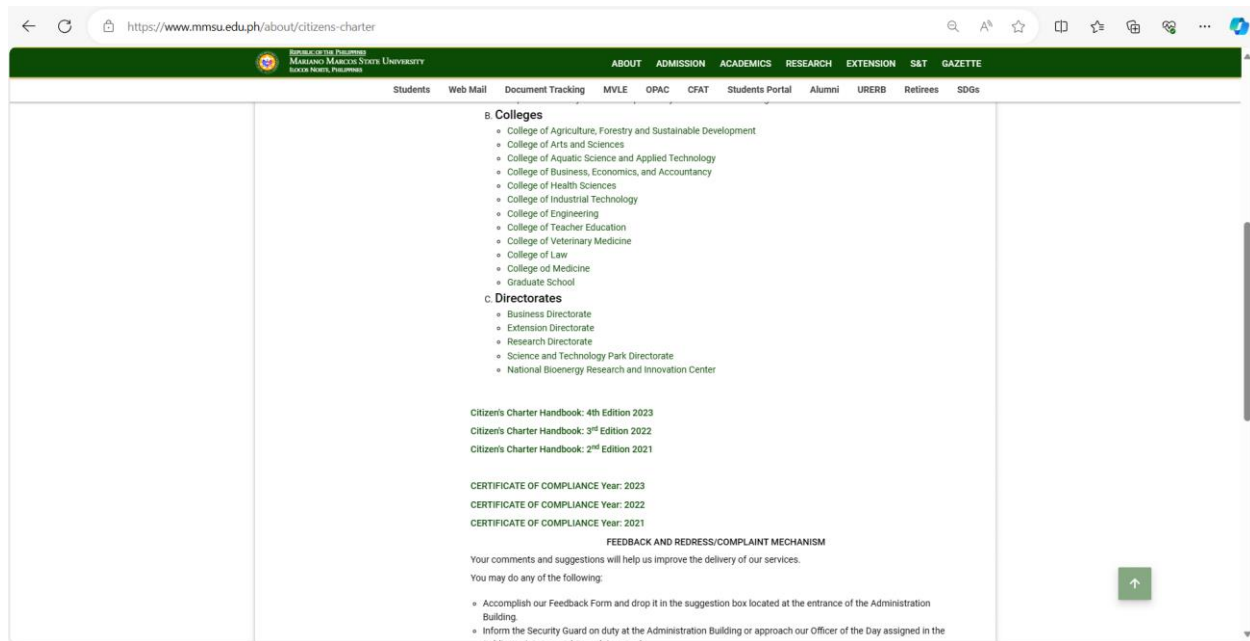 https://www.mmsu.edu.ph/about/citizens-charter
REPUBLIC OF THE PHILIPPINES
MARIANO MARCOS STATE UNIVERSITY
ILOCOS NORTE, PHILIPPINES
ABOUT ADMISSION ACADEMICS RESEARCH EXTENSION S&T GAZETTE
Students Web Mail Document Tracking MVLE OPAC CFAT Students Portal Alumni URERB Retirees SDGs
B. Colleges
College of Agriculture, Forestry and Sustainable Development
College of Arts and Sciences
College of Aquatic Science and Applied Technology
College of Business, Economics, and Accountancy
College of Health Sciences
College of Industrial Technology
College of Engineering
College of Teacher Education
College of Veterinary Medicine
College of Law
College od Medicine
Graduate School
C. Directorates
Business Directorate
Extension Directorate
Research Directorate
Science and Technology Park Directorate
National Bioenergy Research and Innovation Center
Citizen's Charter Handbook: 4th Edition 2023
Citizen's Charter Handbook: 3rd Edition 2022
Citizen's Charter Handbook: 2nd Edition 2021
CERTIFICATE OF COMPLIANCE Year: 2023
CERTIFICATE OF COMPLIANCE Year: 2022
CERTIFICATE OF COMPLIANCE Year: 2021
FEEDBACK AND REDRESS/COMPLAINT MECHANISM
Your comments and suggestions will help us improve the delivery of our services.
You may do any of the following:
Accomplish our Feedback Form and drop it in the suggestion box located at the entrance of the Administration
Building.
Inform the Security Guard on duty at the Administration Building or approach our Officer of the Day assigned in the